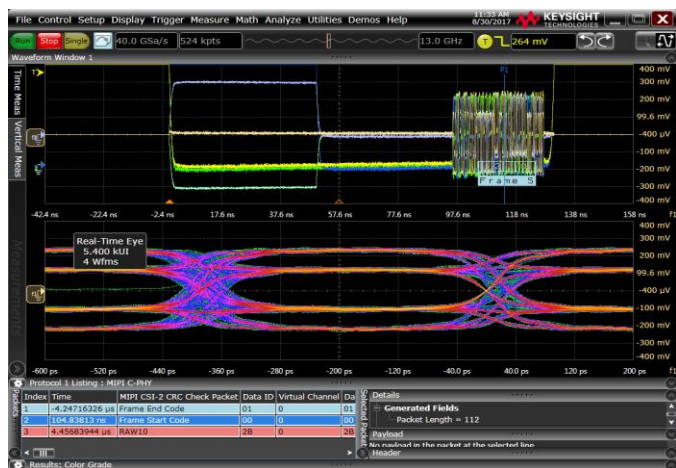 File Control Setup Display Trigger Measure Math Analyze Utilities Demos Help
11:33 AM
8/30/2017
KEYSIGHT
TECHNOLOGIES
Run Stop Single 40.0 GSa/s 524 kpts 13.0 GHz T 264 mV
Waveform Window 1
Time Meas
Vertical Meas
Measurements
T
P1
400 mV
300 mV
200 mV
99.6 mV
-400 µV
-100 mV
-200 mV
-300 mV
-400 mV
Frame S
-42.4 ns -22.4 ns -2.4 ns 17.6 ns 37.6 ns 57.6 ns 77.6 ns 97.6 ns 118 ns 138 ns 158 ns f1
400 mV
300 mV
200 mV
99.6 mV
-400 µV
-100 mV
-200 mV
-300 mV
-400 mV
Real-Time Eye
5.400 kUI
4 Wfms
-600 ps -520 ps -440 ps -360 ps -280 ps -200 ps -120 ps -40.0 ps 40.0 ps 120 ps 200 ps f1
Protocol 1 Listing : MIPI C-PHY
Packets
Index Time MIPI CSI-2 CRC Check Packet Data ID Virtual Channel Da
1 -4.24716326 µs Frame End Code 01 0 01
2 104.83813 ns Frame Start Code 00 0 00
3 4.45683944 µs RAW10 2B 0 2B
Selected Packet
Details
Generated Fields
Packet Length = 112
Payload
No payload in the packet at the selected line
Header
Results: Color Grade